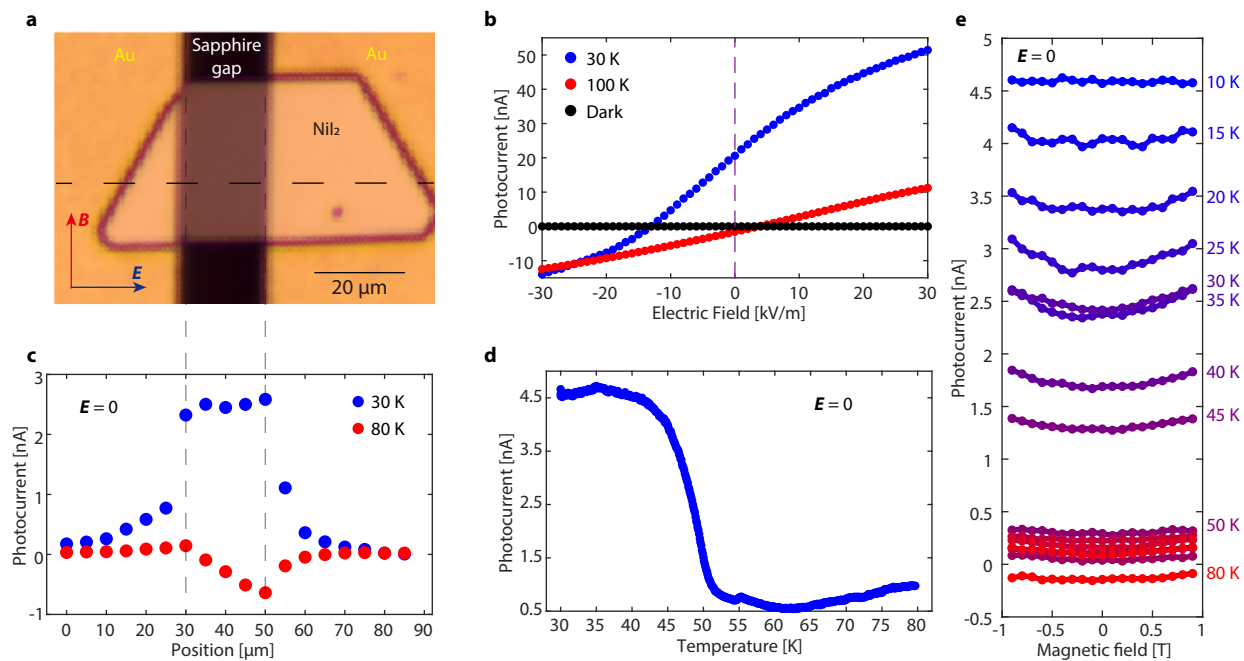 a
Au
Sapphire
gap
Au
NiI₂
B
E
20 µm
b
Photocurrent [nA]
50
40
30
20
10
0
-10
30 K
100 K
Dark
-30
-20
-10
0
10
20
30
Electric Field [kV/m]
c
Photocurrent [nA]
3
2
1
0
-1
E = 0
30 K
80 K
0
10
20
30
40
50
60
70
80
90
Position [µm]
d
Photocurrent [nA]
4.5
3.5
4.5
1.5
0.5
E = 0
30
35
40
45
50
55
60
65
70
75
80
Temperature [K]
e
Photocurrent [nA]
5
4.5
4
3.5
3
2.5
2
1.5
1
0.5
0
-0.5
E = 0
10 K
15 K
20 K
25 K
30 K
35 K
40 K
45 K
50 K
80 K
-1
-0.5
0
0.5
1
Magnetic field [T]